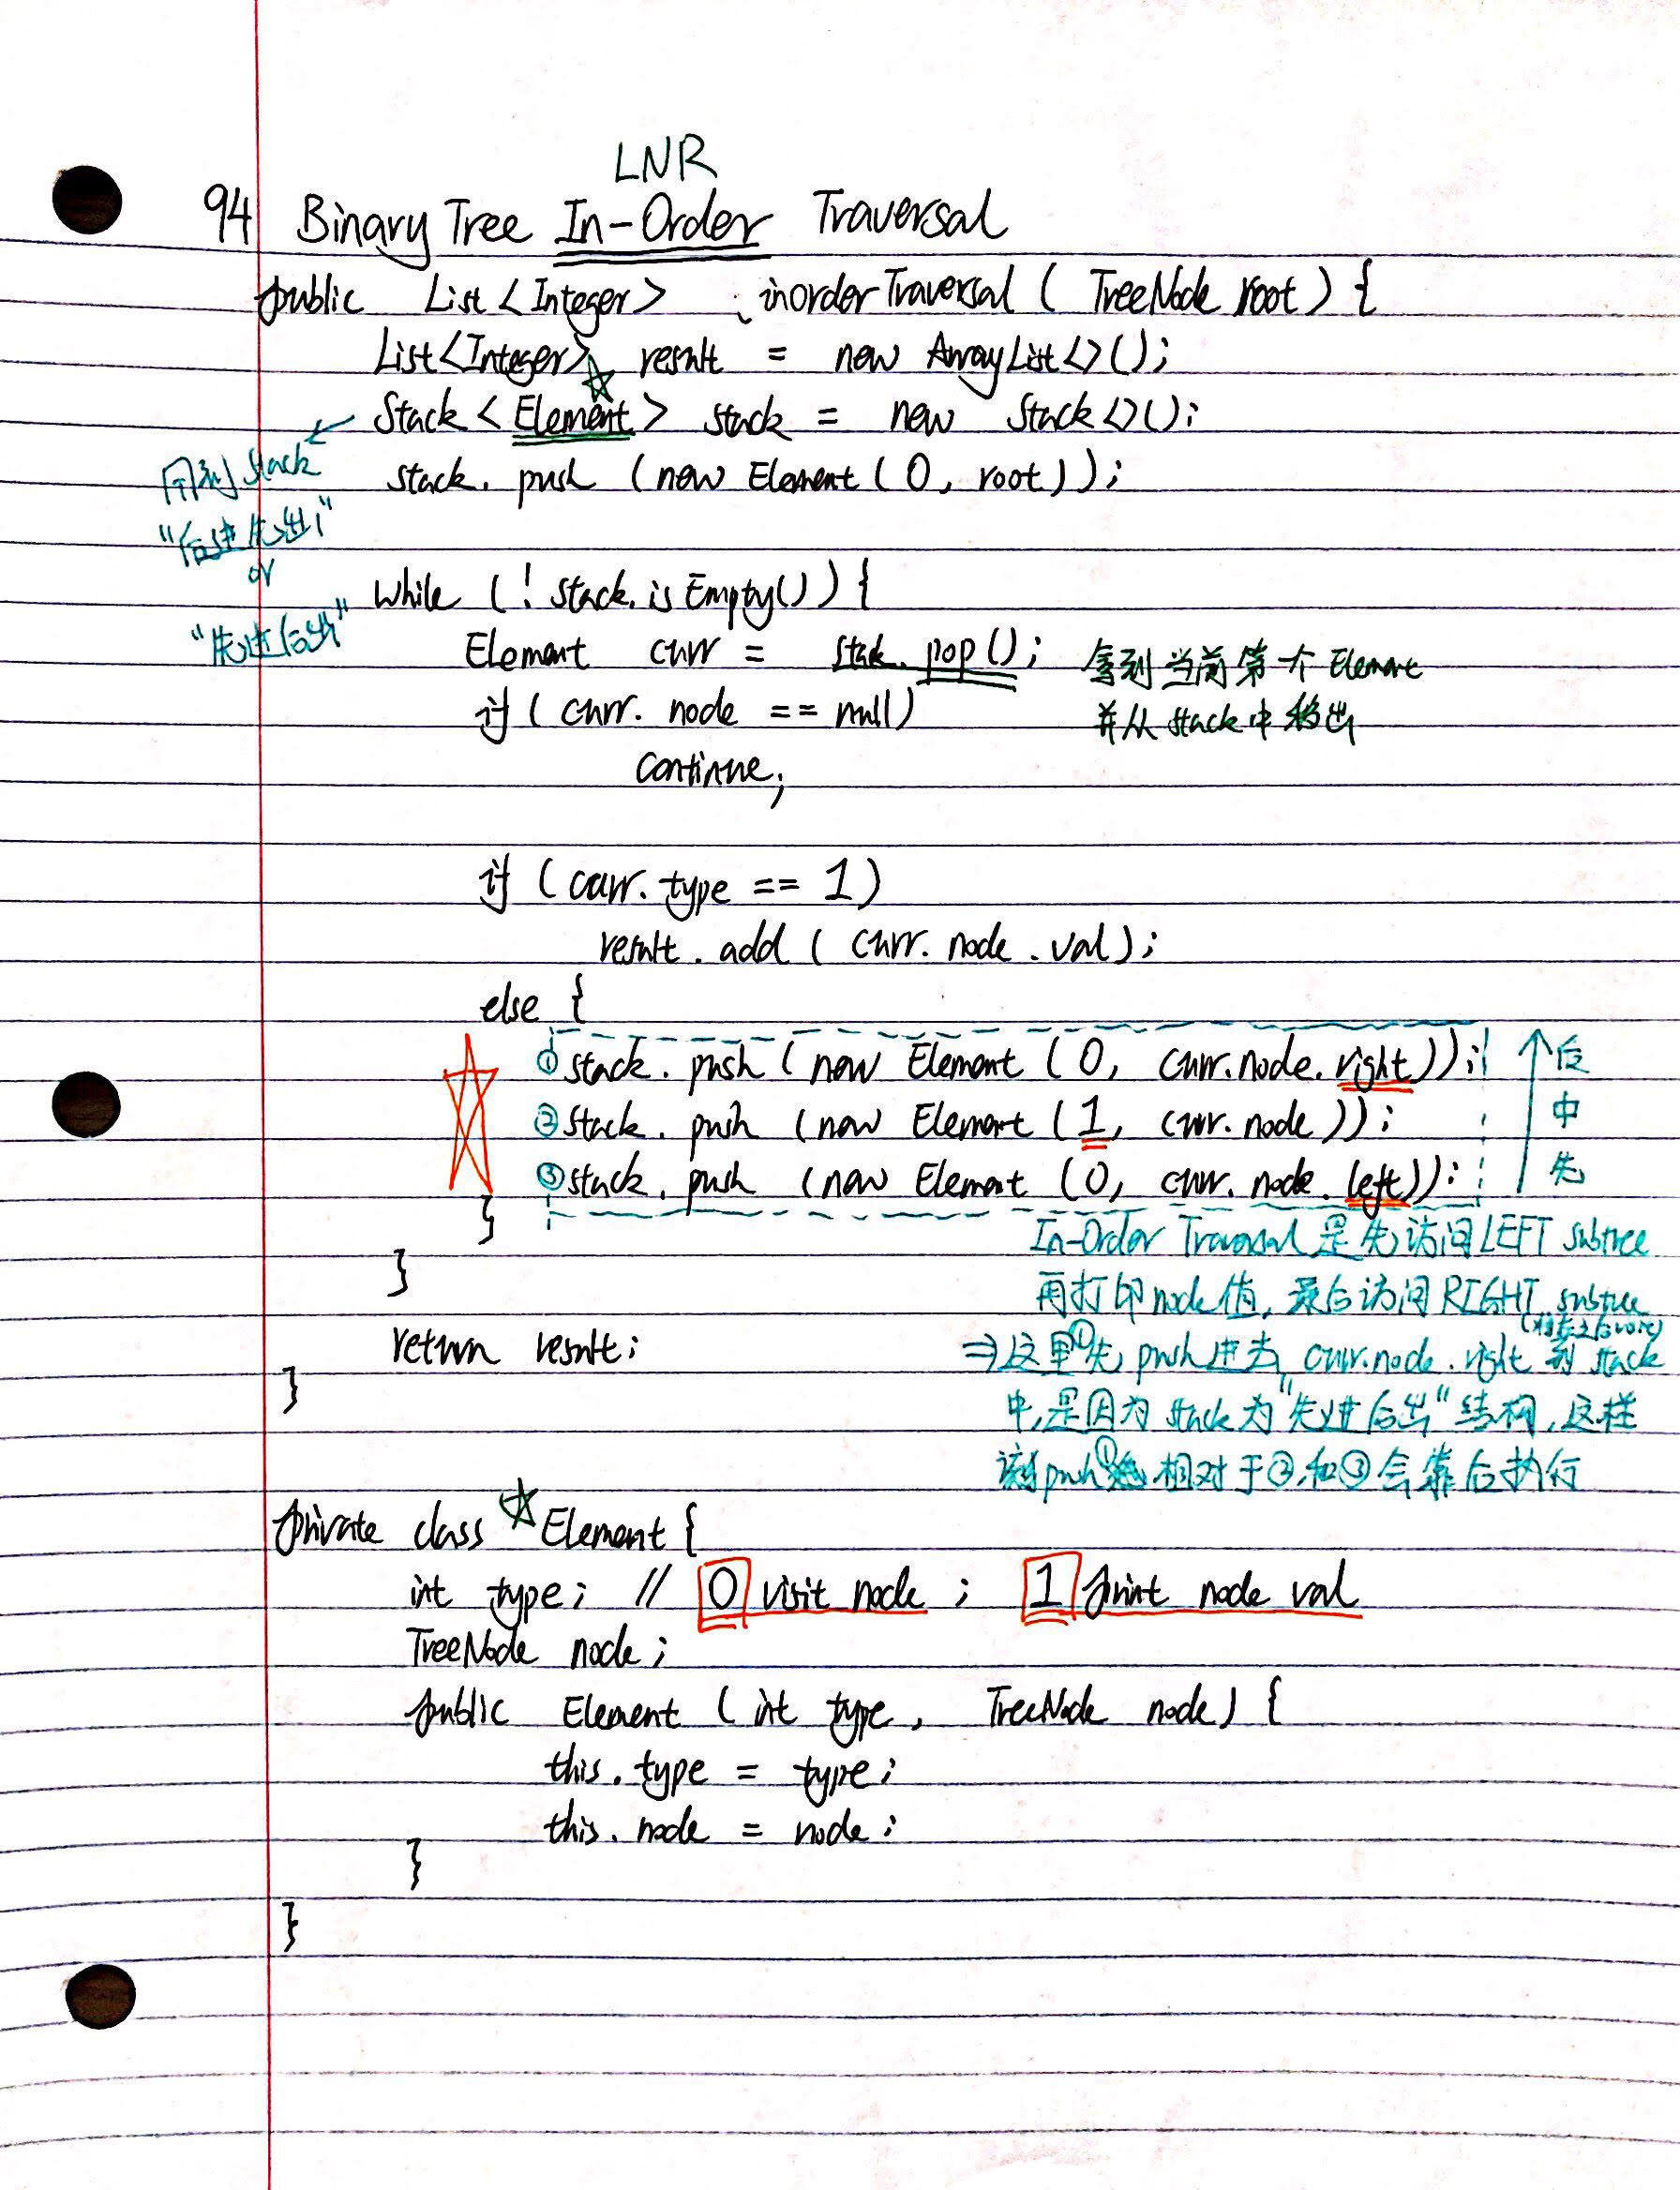 LNR
94 Binary Tree In-Order Traversal
public List<Integer> inorderTraversal ( TreeNode root ) {
List<Integer> result = new ArrayList<>();
☆
Stack < Element > stack = new Stack<>();
用到 stack
"后进先出"
or
"先进后出"
stack. push (new Element ( 0, root ) );
while ( ! stack. isEmpty() ) {
Element curr = stack. pop(); 拿到当前第一个 Element
if ( curr. node == null) 并从 stack 中移出
continue;
if ( curr. type == 1 )
result. add ( curr. node . val );
else {
① stack. push ( new Element ( 0, curr.node. right ) ); 后
② stack. push ( new Element ( 1, curr. node ) ); 中
③ stack. push ( new Element ( 0, curr. node. left ) ); 先
}
In-Order Traversal 是先访问 LEFT subtree
}
再打印 node 值, 最后访问 RIGHT subtree
return result;
⇒ 这里①先 push 进去 curr.node.right 到 stack
}
中,是因为 stack 为 "先进后出" 结构,这样
push① 相对于②和③会靠后执行
private class ☆ Element {
int type; // 0 visit node ; 1 print node val
TreeNode node;
public Element ( int type, TreeNode node ) {
this. type = type;
this. node = node;
}
}